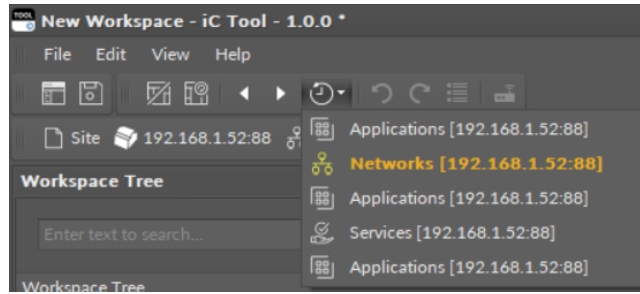 New Workspace - iC Tool - 1.0.0 *
File Edit View Help
Site 192.168.1.52:88
Applications [192.168.1.52:88]
Networks [192.168.1.52:88]
Applications [192.168.1.52:88]
Services [192.168.1.52:88]
Applications [192.168.1.52:88]
Workspace Tree
Enter text to search...
Workspace Tree